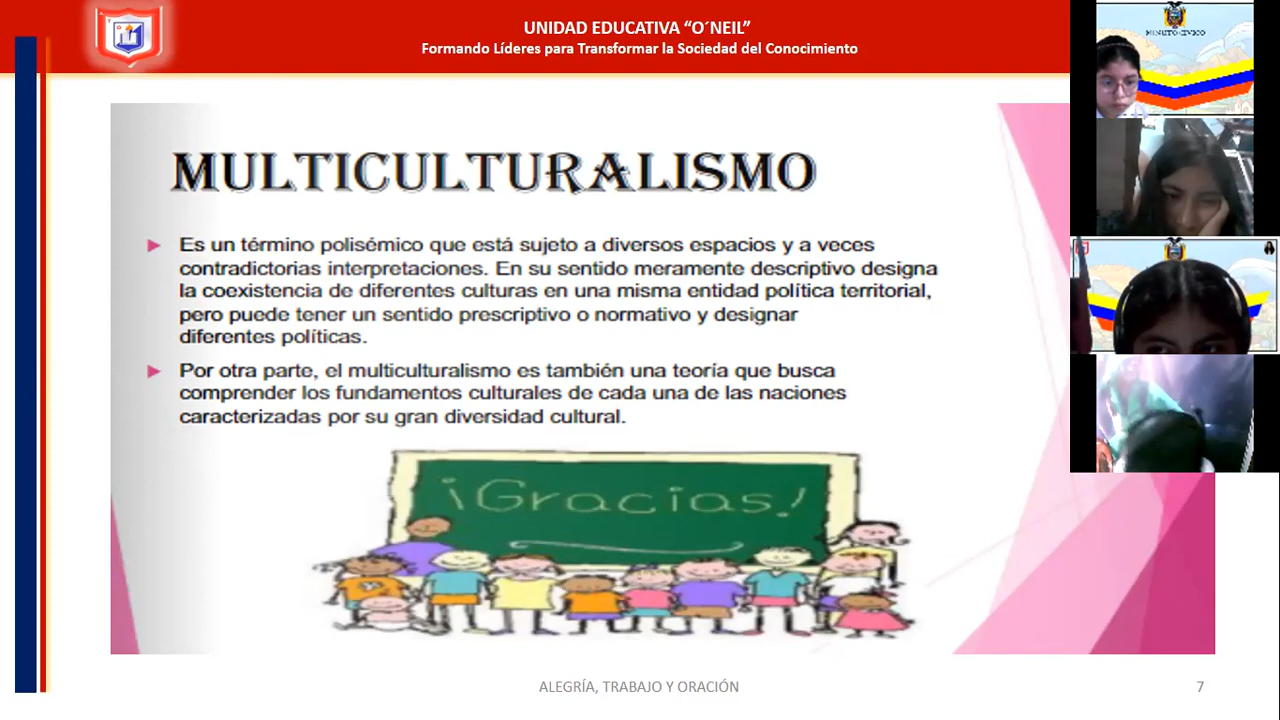 UNIDAD EDUCATIVA “O´NEIL”
Formando Líderes para Transformar la Sociedad del Conocimiento
MINUTO CIVICO
MULTICULTURALISMO
Es un término polisémico que está sujeto a diversos espacios y a veces
contradictorias interpretaciones. En su sentido meramente descriptivo designa
la coexistencia de diferentes culturas en una misma entidad política territorial,
pero puede tener un sentido prescriptivo o normativo y designar
diferentes políticas.
Por otra parte, el multiculturalismo es también una teoría que busca
comprender los fundamentos culturales de cada una de las naciones
caracterizadas por su gran diversidad cultural.
¡Gracias!
ALEGRÍA, TRABAJO Y ORACIÓN
7